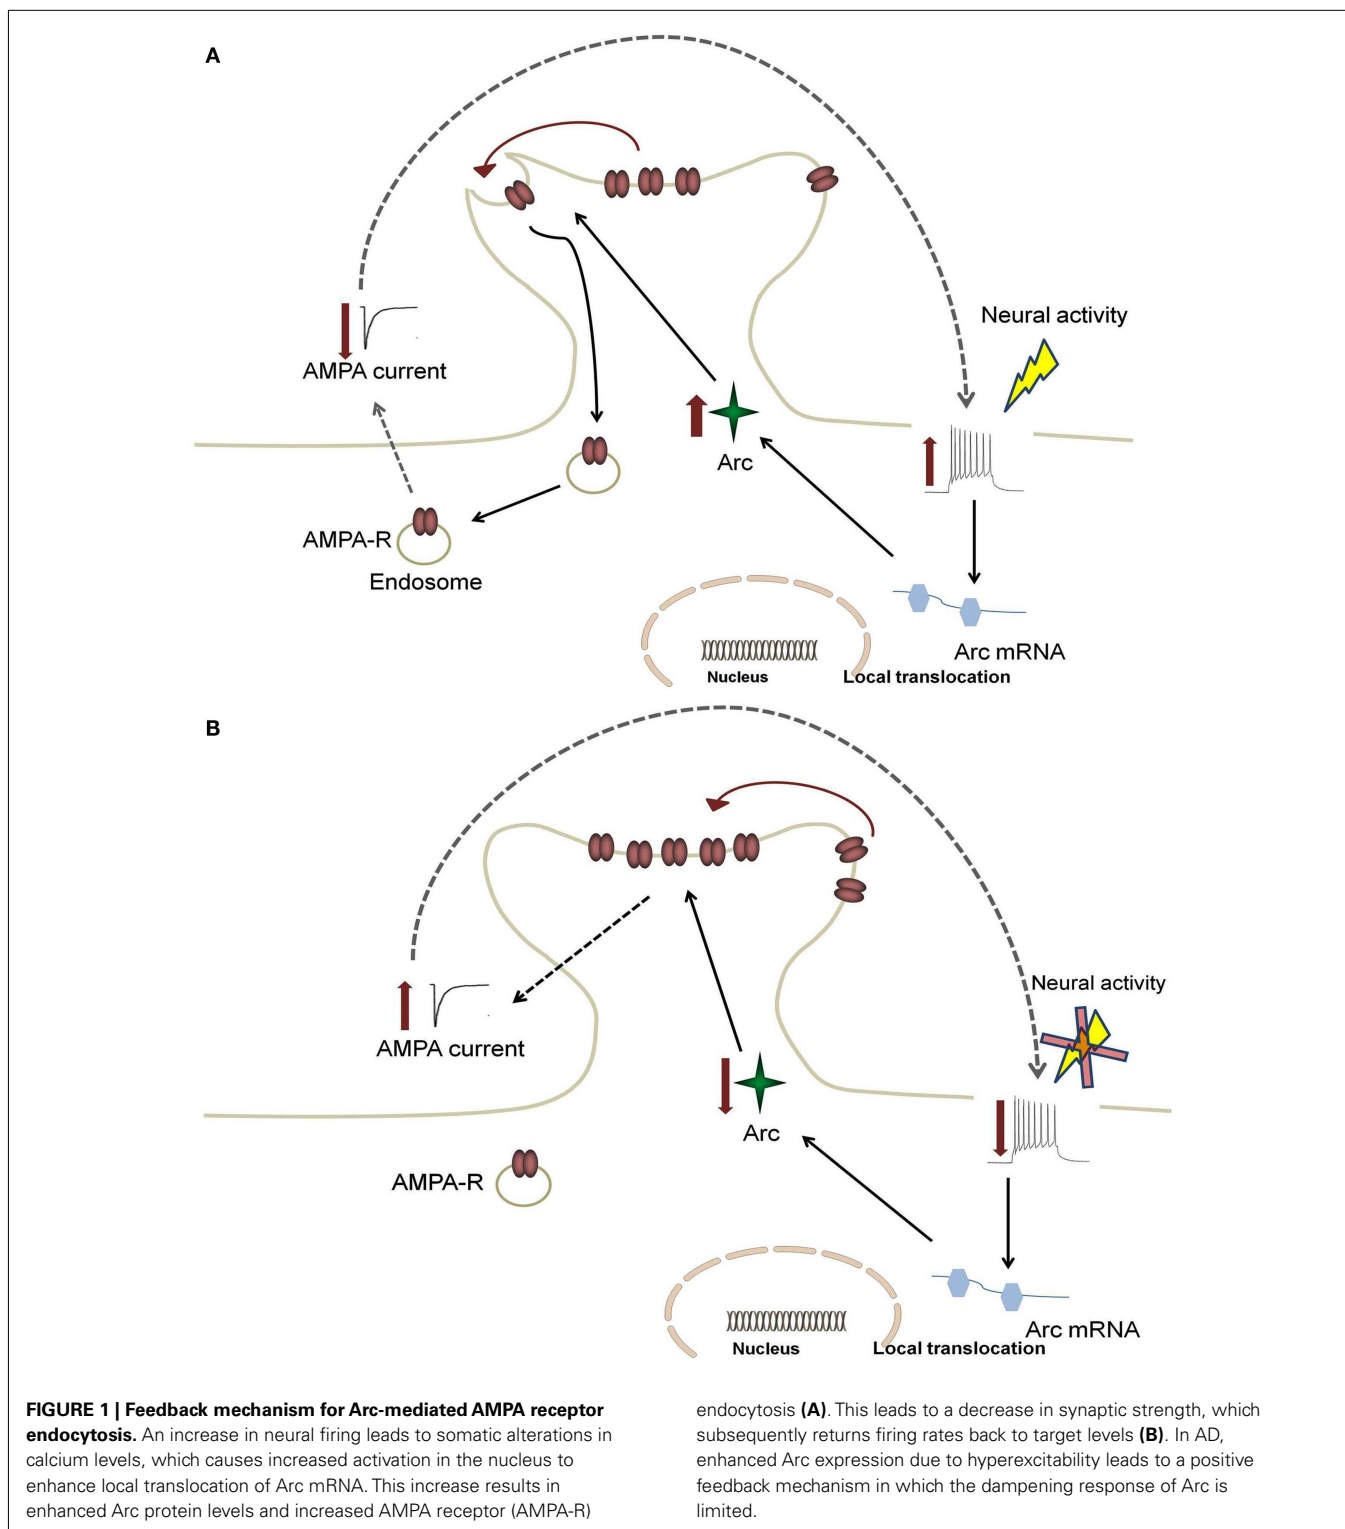 A
Neural activity
AMPA current
Arc
AMPA-R
Endosome
Arc mRNA
Nucleus
Local translocation
B
Neural activity
AMPA current
Arc
AMPA-R
Arc mRNA
Nucleus
Local translocation
FIGURE 1 | Feedback mechanism for Arc-mediated AMPA receptor
endocytosis. An increase in neural firing leads to somatic alterations in
calcium levels, which causes increased activation in the nucleus to
enhance local translocation of Arc mRNA. This increase results in
enhanced Arc protein levels and increased AMPA receptor (AMPA-R)
endocytosis (A). This leads to a decrease in synaptic strength, which
subsequently returns firing rates back to target levels (B). In AD,
enhanced Arc expression due to hyperexcitability leads to a positive
feedback mechanism in which the dampening response of Arc is
limited.